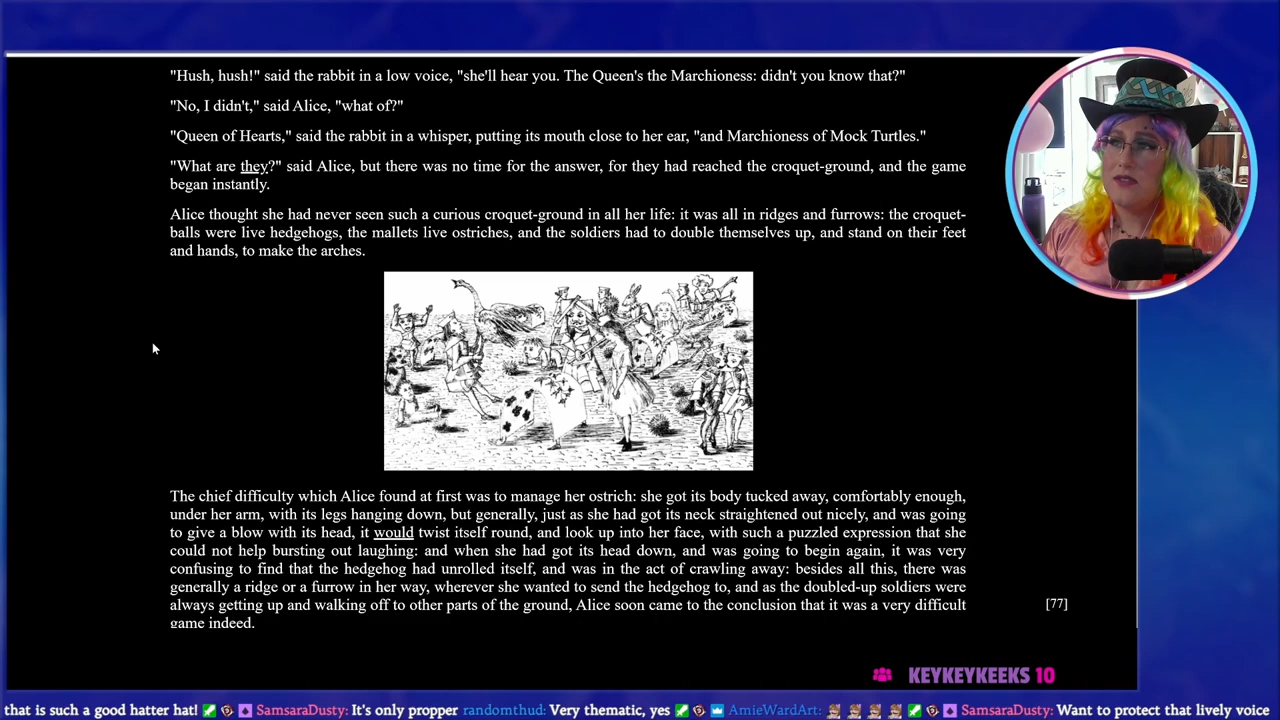 "Hush, hush!" said the rabbit in a low voice, "she'll hear you. The Queen's the Marchioness: didn't you know that?"
"No, I didn't," said Alice, "what of?"
"Queen of Hearts," said the rabbit in a whisper, putting its mouth close to her ear, "and Marchioness of Mock Turtles."
"What are they?" said Alice, but there was no time for the answer, for they had reached the croquet-ground, and the game
began instantly.
Alice thought she had never seen such a curious croquet-ground in all her life: it was all in ridges and furrows: the croquet-
balls were live hedgehogs, the mallets live ostriches, and the soldiers had to double themselves up, and stand on their feet
and hands, to make the arches.
The chief difficulty which Alice found at first was to manage her ostrich: she got its body tucked away, comfortably enough,
under her arm, with its legs hanging down, but generally, just as she had got its neck straightened out nicely, and was going
to give a blow with its head, it would twist itself round, and look up into her face, with such a puzzled expression that she
could not help bursting out laughing: and when she had got its head down, and was going to begin again, it was very
confusing to find that the hedgehog had unrolled itself, and was in the act of crawling away: besides all this, there was
generally a ridge or a furrow in her way, wherever she wanted to send the hedgehog to, and as the doubled-up soldiers were
always getting up and walking off to other parts of the ground, Alice soon came to the conclusion that it was a very difficult
game indeed.
[77]
KEYKEYKEEKS 10
that is such a good hatter hat! SamsaraDusty: It's only propper randomthud: Very thematic, yes AmieWardArt: SamsaraDusty: Want to protect that lively voice